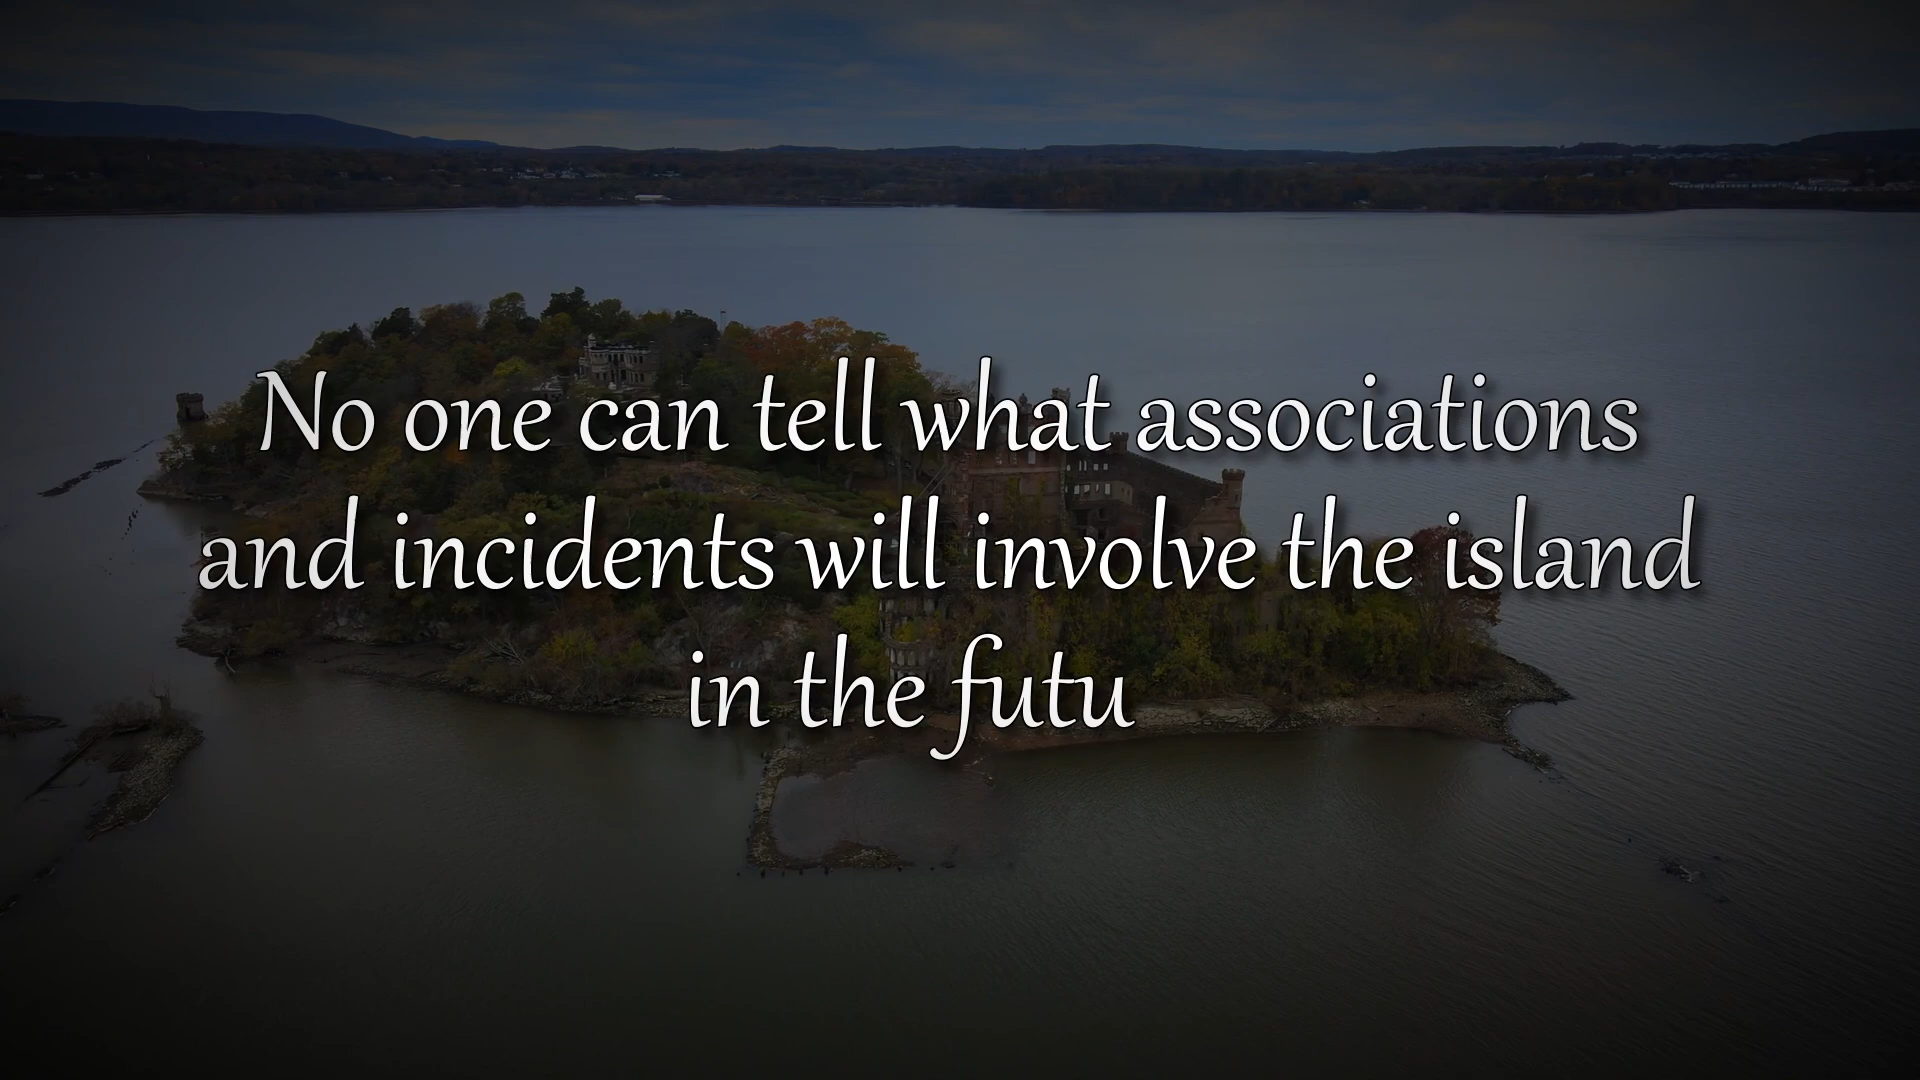 No one can tell what associations
and incidents will involve the island
in the futu